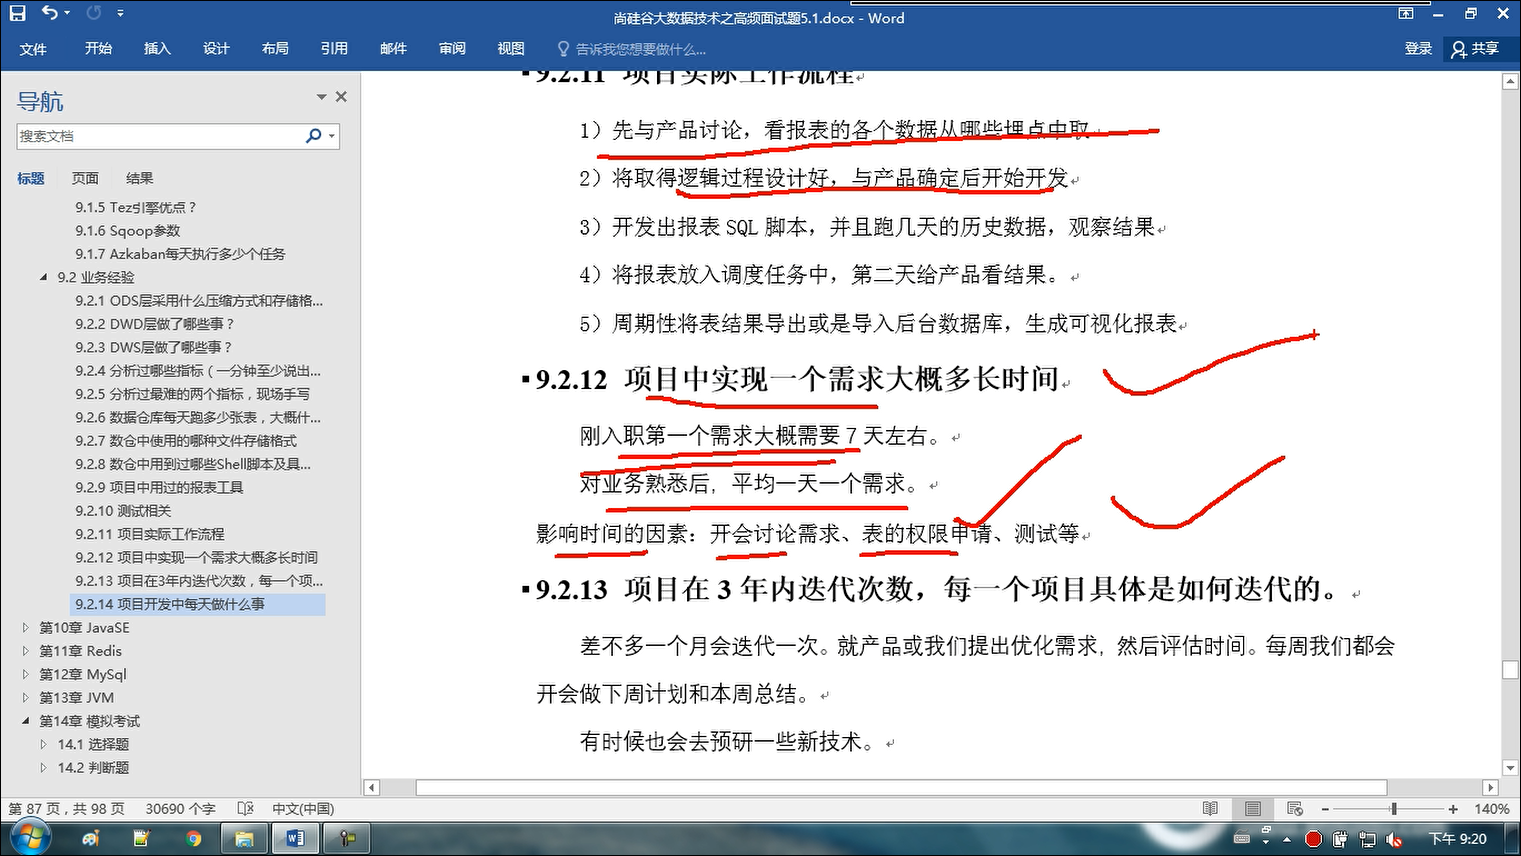 尚硅谷大数据技术之高频面试题5.1.docx - Word
文件 开始 插入 设计 布局 引用 邮件 审阅 视图 告诉我您想要做什么... 登录 共享
导航
搜索文档
标题 页面 结果
9.1.5 Tez引擎优点？
9.1.6 Sqoop参数
9.1.7 Azkaban每天执行多少个任务
9.2 业务经验
9.2.1 ODS层采用什么压缩方式和存储格...
9.2.2 DWD层做了哪些事？
9.2.3 DWS层做了哪些事？
9.2.4 分析过哪些指标（一分钟至少说出...
9.2.5 分析过最难的两个指标，现场手写
9.2.6 数据仓库每天跑多少张表，大概什...
9.2.7 数仓中使用的哪种文件存储格式
9.2.8 数仓中用到过哪些Shell脚本及具...
9.2.9 项目中用过的报表工具
9.2.10 测试相关
9.2.11 项目实际工作流程
9.2.12 项目中实现一个需求大概多长时间
9.2.13 项目在3年内迭代次数，每一个项...
9.2.14 项目开发中每天做什么事
第10章 JavaSE
第11章 Redis
第12章 MySql
第13章 JVM
第14章 模拟考试
14.1 选择题
14.2 判断题
9.2.11 项目实际工作流程
1）先与产品讨论，看报表的各个数据从哪些埋点中取
2）将取得逻辑过程设计好，与产品确定后开始开发
3）开发出报表 SQL 脚本，并且跑几天的历史数据，观察结果
4）将报表放入调度任务中，第二天给产品看结果。
5）周期性将表结果导出或是导入后台数据库，生成可视化报表
9.2.12 项目中实现一个需求大概多长时间
刚入职第一个需求大概需要 7 天左右。
对业务熟悉后，平均一天一个需求。
影响时间的因素：开会讨论需求、表的权限申请、测试等
9.2.13 项目在 3 年内迭代次数，每一个项目具体是如何迭代的。
差不多一个月会迭代一次。就产品或我们提出优化需求，然后评估时间。每周我们都会
开会做下周计划和本周总结。
有时候也会去预研一些新技术。
第 87 页，共 98 页 30690 个字 中文(中国) 140%
下午 9:20